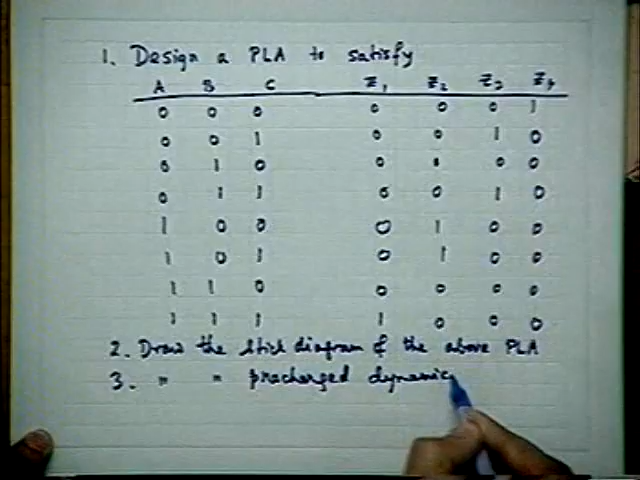 1. Design a PLA to satisfy
A B C Z1 Z2 Z3 Z4
0 0 0 0 0 0 1
0 0 1 0 0 1 0
0 1 0 0 0 0 0
0 1 1 0 0 1 0
1 0 0 0 1 0 0
1 0 1 0 1 0 0
1 1 0 0 0 0 0
1 1 1 1 0 0 0
2. Draw the stick diagram of the above PLA
3. " " precharged dynamic